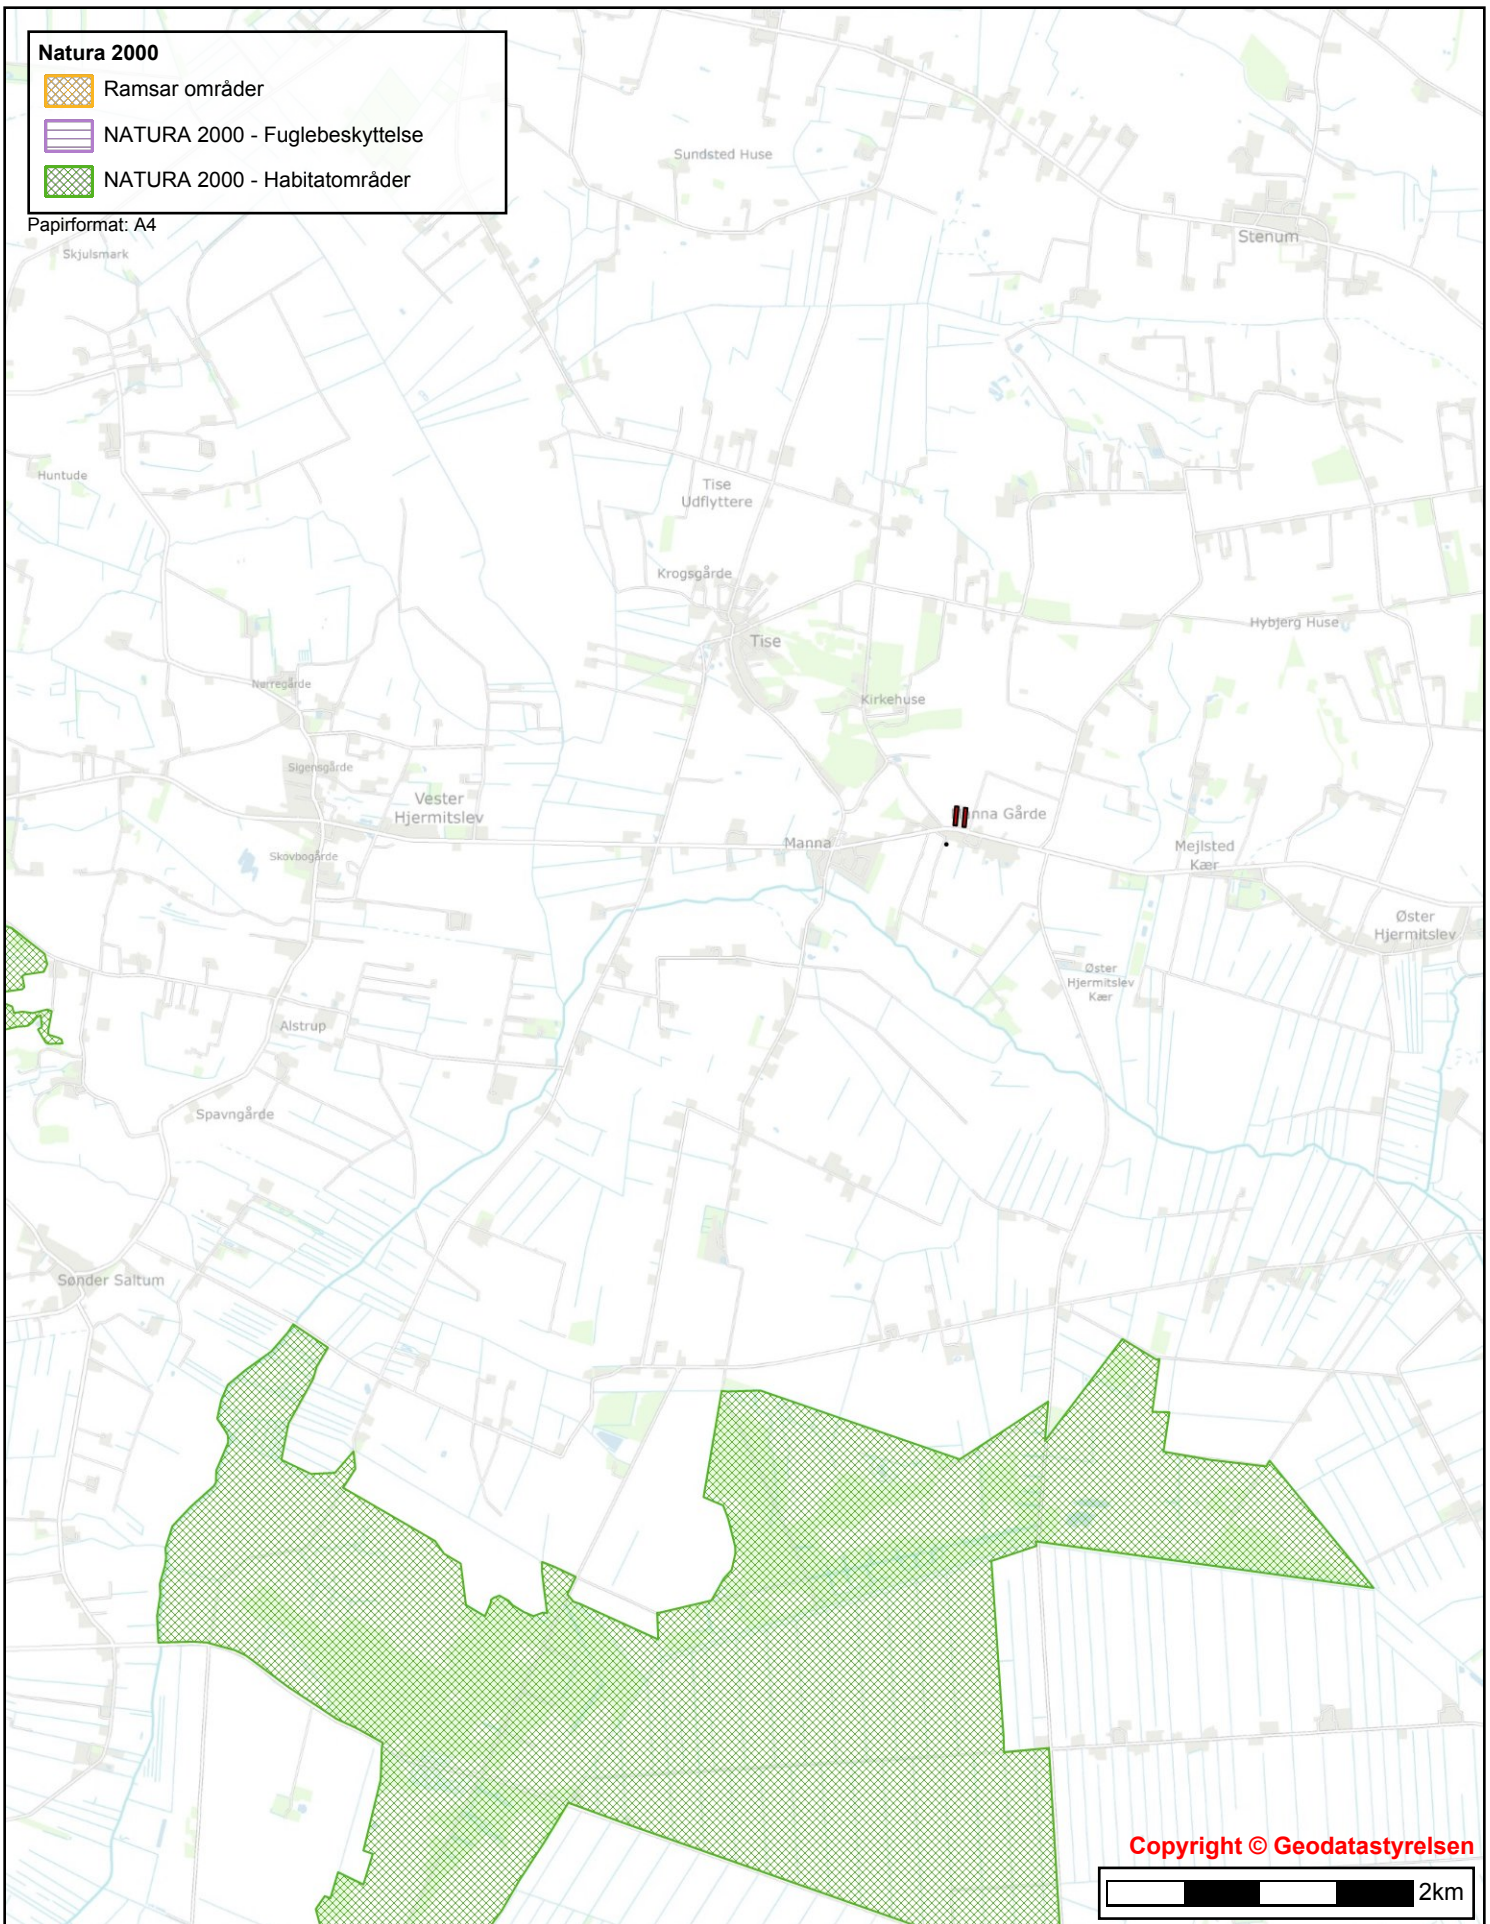 Natura 2000
Ramsar områder
NATURA 2000 - Fuglebeskyttelse
NATURA 2000 - Habitatområder
Papirformat: A4
Sundsted Huse
Stenum
Skjulsmark
Huntude
Tise
Udflyttere
Krogsgårde
Tise
Hybjerg Huse
Nørregårde
Kirkehuse
Sigensgårde
Vester
Hjermitslev
nna Gårde
Manna
Mejlsted
Kær
Skovbogårde
Øster
Hjermitslev
Øster
Hjermitslev
Kær
Alstrup
Spavngårde
Sønder Saltum
Copyright © Geodatastyrelsen
2km